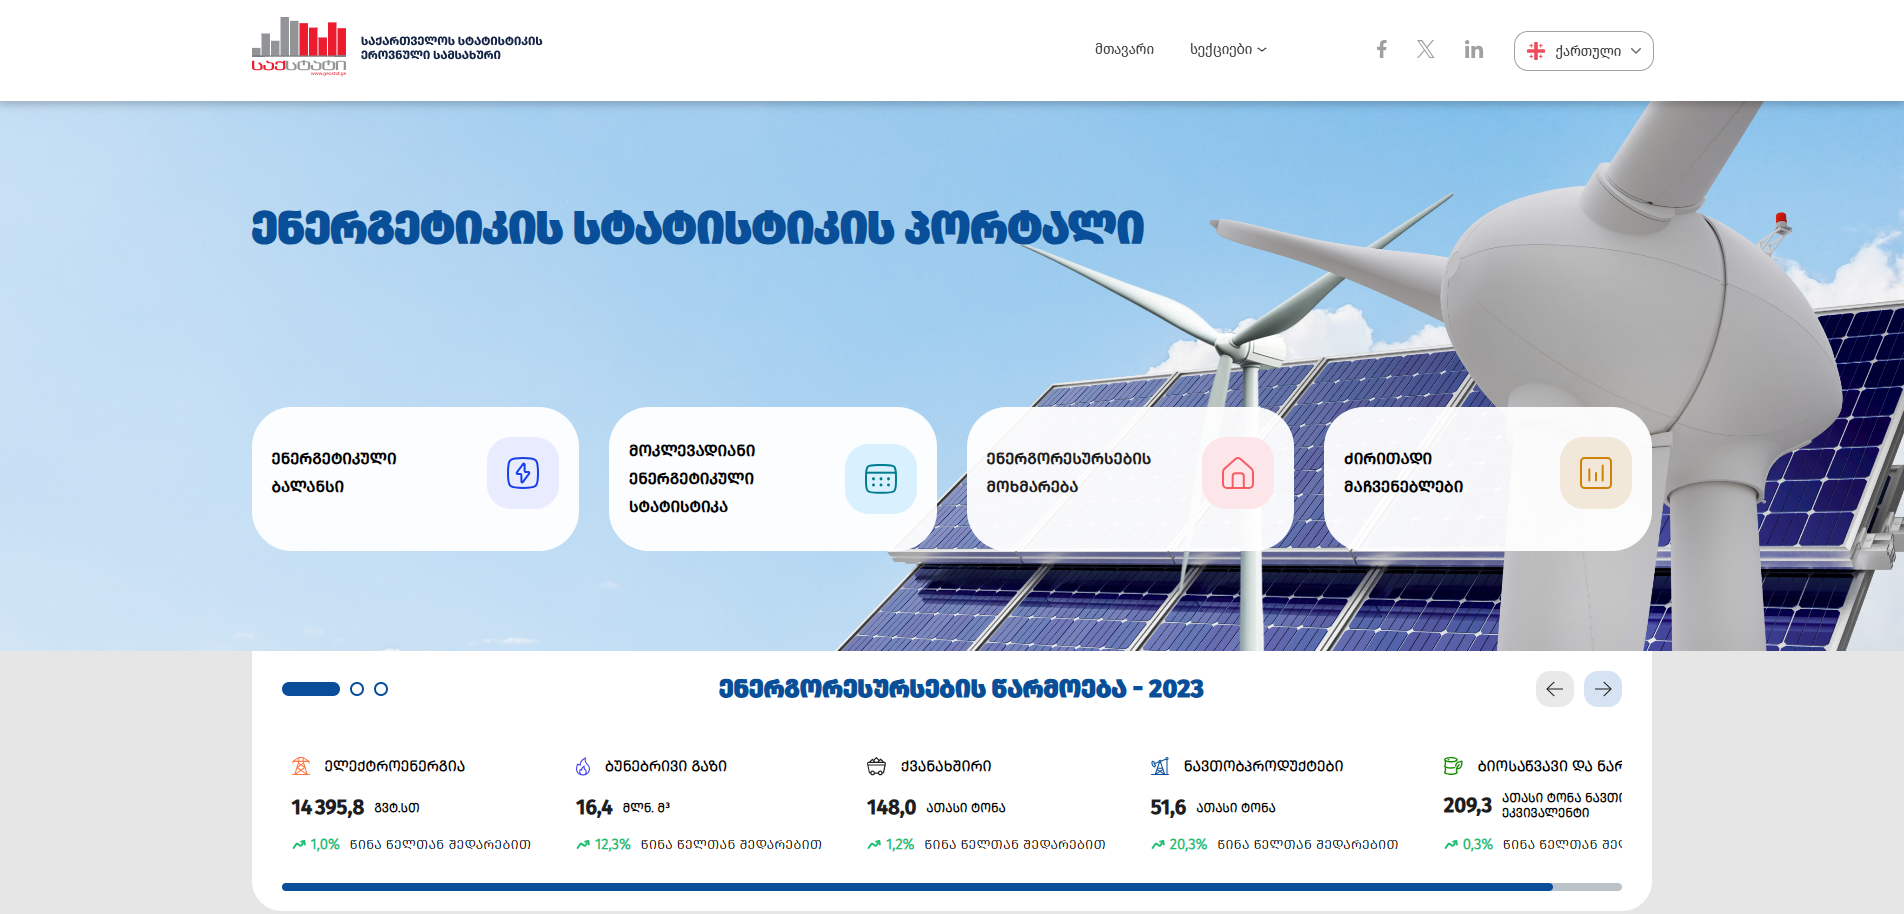 საქსტატი
www.geostat.ge
საქართველოს სტატისტიკის
ეროვნული სამსახური
მთავარი
სექციები
ქართული
ენერგეტიკის სტატისტიკის პორტალი
ენერგეტიკული
ბალანსი
მოკლევადიანი
ენერგეტიკული
სტატისტიკა
ენერგორესურსების
მოხმარება
ძირითადი
მაჩვენებლები
ენერგორესურსების წარმოება - 2023
ელექტროენერგია
14 395,8 გვტ.სთ
1,0% წინა წელთან შედარებით
ბუნებრივი გაზი
16,4 მლნ. მ³
12,3% წინა წელთან შედარებით
ქვანახშირი
148,0 ათასი ტონა
1,2% წინა წელთან შედარებით
ნავთობპროდუქტები
51,6 ათასი ტონა
20,3% წინა წელთან შედარებით
ბიოსაწვავი და ნარ
209,3 ათასი ტონა ნავთ
ეკვივალენტი
0,3% წინა წელთან შედ